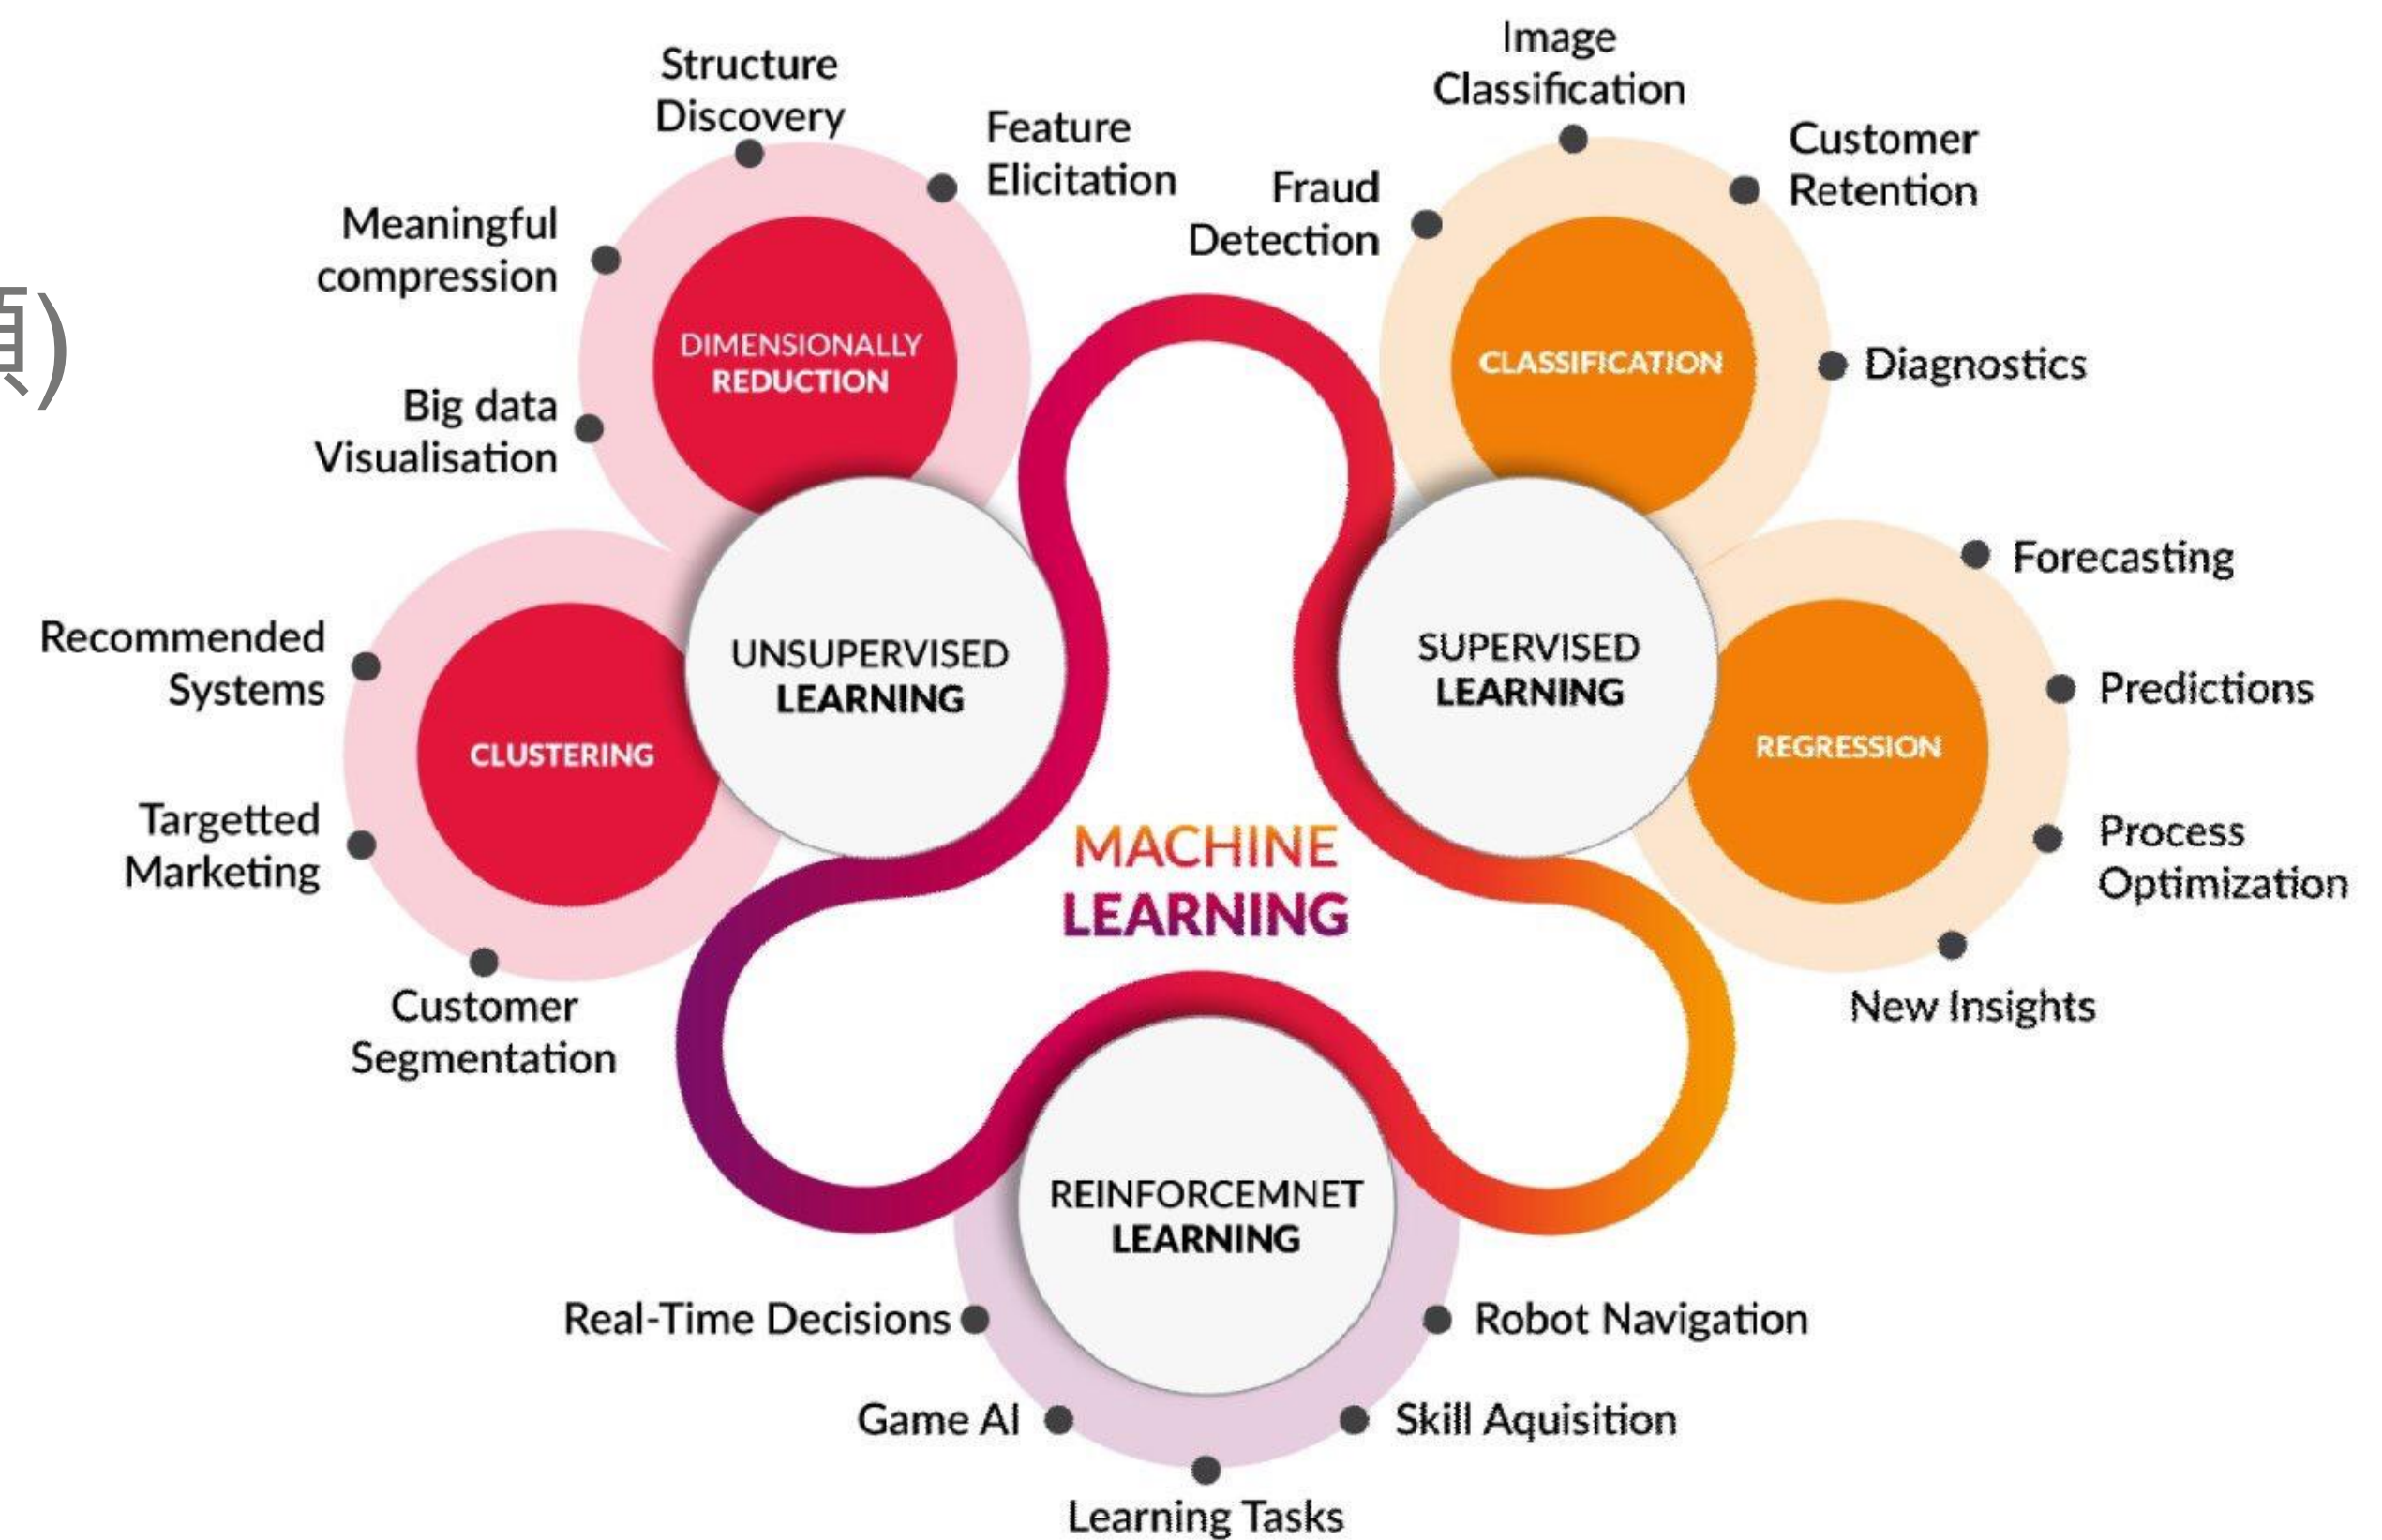 Structure
Discovery
Feature
Elicitation
Meaningful
compression
Big data
Visualisation
DIMENSIONALLY
REDUCTION
Image
Classification
Customer
Retention
Fraud
Detection
Diagnostics
CLASSIFICATION
類)
Recommended
Systems
Targetted
Marketing
Customer
Segmentation
CLUSTERING
UNSUPERVISED
LEARNING
SUPERVISED
LEARNING
Forecasting
Predictions
Process
Optimization
New Insights
REGRESSION
MACHINE
LEARNING
REINFORCEMNET
LEARNING
Real-Time Decisions
Game AI
Learning Tasks
Skill Aquisition
Robot Navigation